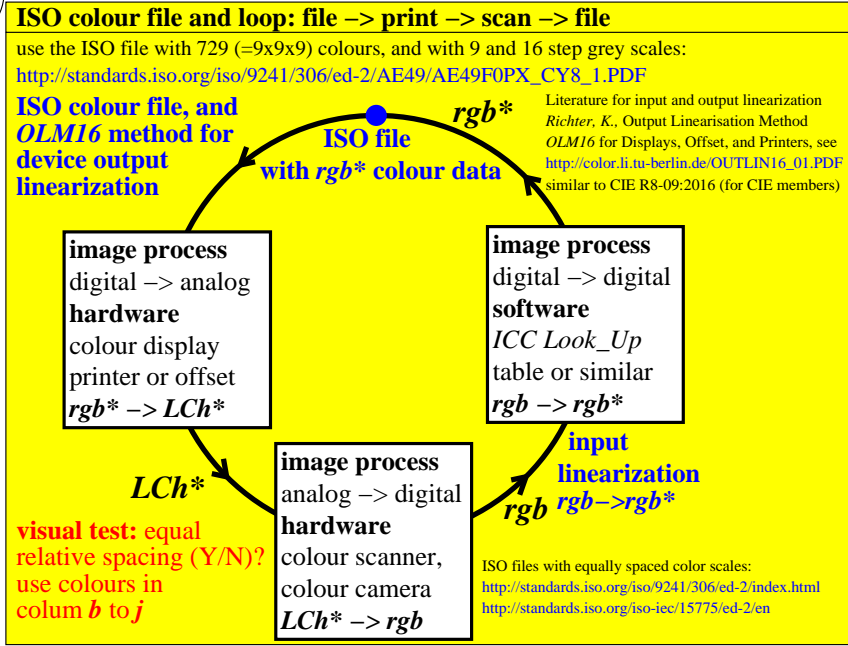 ISO colour file and loop: file −> print −> scan −> file
use the ISO file with 729 (=9x9x9) colours, and with 9 and 16 step grey scales:
http://standards.iso.org/iso/9241/306/ed-2/AE49/AE49F0PX_CY8_1.PDF
ISO colour file, and
OLM16 method for
device output
linearization
ISO file
with rgb* colour data
rgb*
Literature for input and output linearization
Richter, K., Output Linearisation Method
OLM16 for Displays, Offset, and Printers, see
http://color.li.tu-berlin.de/OUTLIN16_01.PDF
similar to CIE R8-09:2016 (for CIE members)
image process
digital −> analog
hardware
colour display
printer or offset
rgb* −> LCh*
image process
digital −> digital
software
ICC Look_Up
table or similar
rgb −> rgb*
LCh*
image process
analog −> digital
hardware
colour scanner,
colour camera
LCh* −> rgb
rgb
input
linearization
rgb−>rgb*
visual test: equal
relative spacing (Y/N)?
use colours in
colum b to j
ISO files with equally spaced color scales:
http://standards.iso.org/iso/9241/306/ed-2/index.html
http://standards.iso.org/iso-iec/15775/ed-2/en